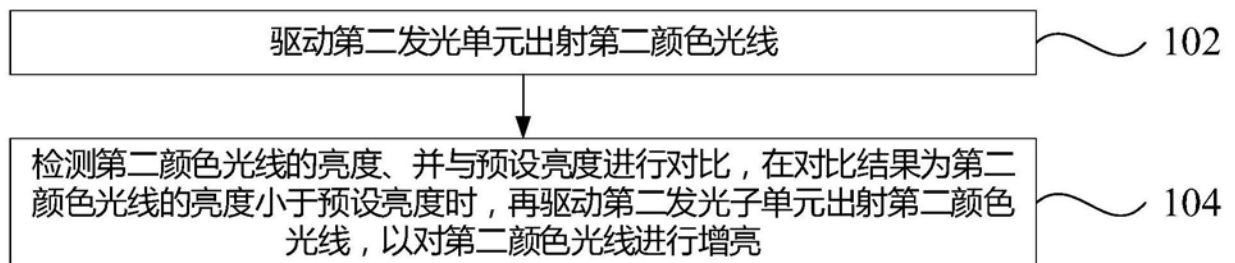 驱动第二发光单元出射第二颜色光线
102
检测第二颜色光线的亮度、并与预设亮度进行对比，在对比结果为第二
颜色光线的亮度小于预设亮度时，再驱动第二发光子单元出射第二颜色
光线，以对第二颜色光线进行增亮
104